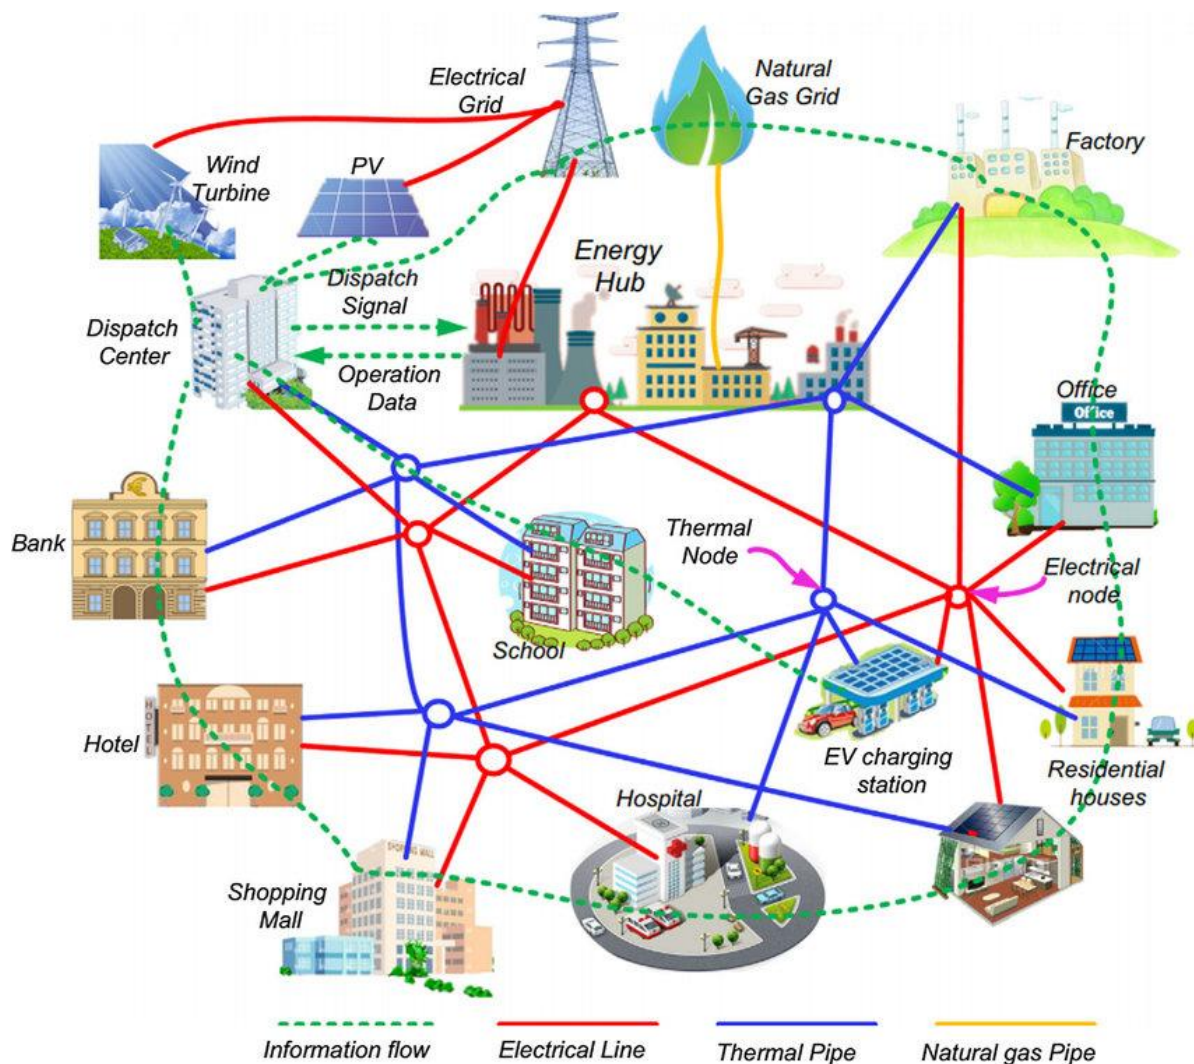 Electrical
Grid
Natural
Gas Grid
Factory
Wind
Turbine
PV
Energy
Hub
Dispatch
Signal
Dispatch
Center
Operation
Data
Office
Office
Bank
Thermal
Node
Electrical
node
School
HOTEL
Hotel
EV charging
station
Residential
houses
Hospital
SHOPPING MALL
Shopping
Mall
Information flow
Electrical Line
Thermal Pipe
Natural gas Pipe